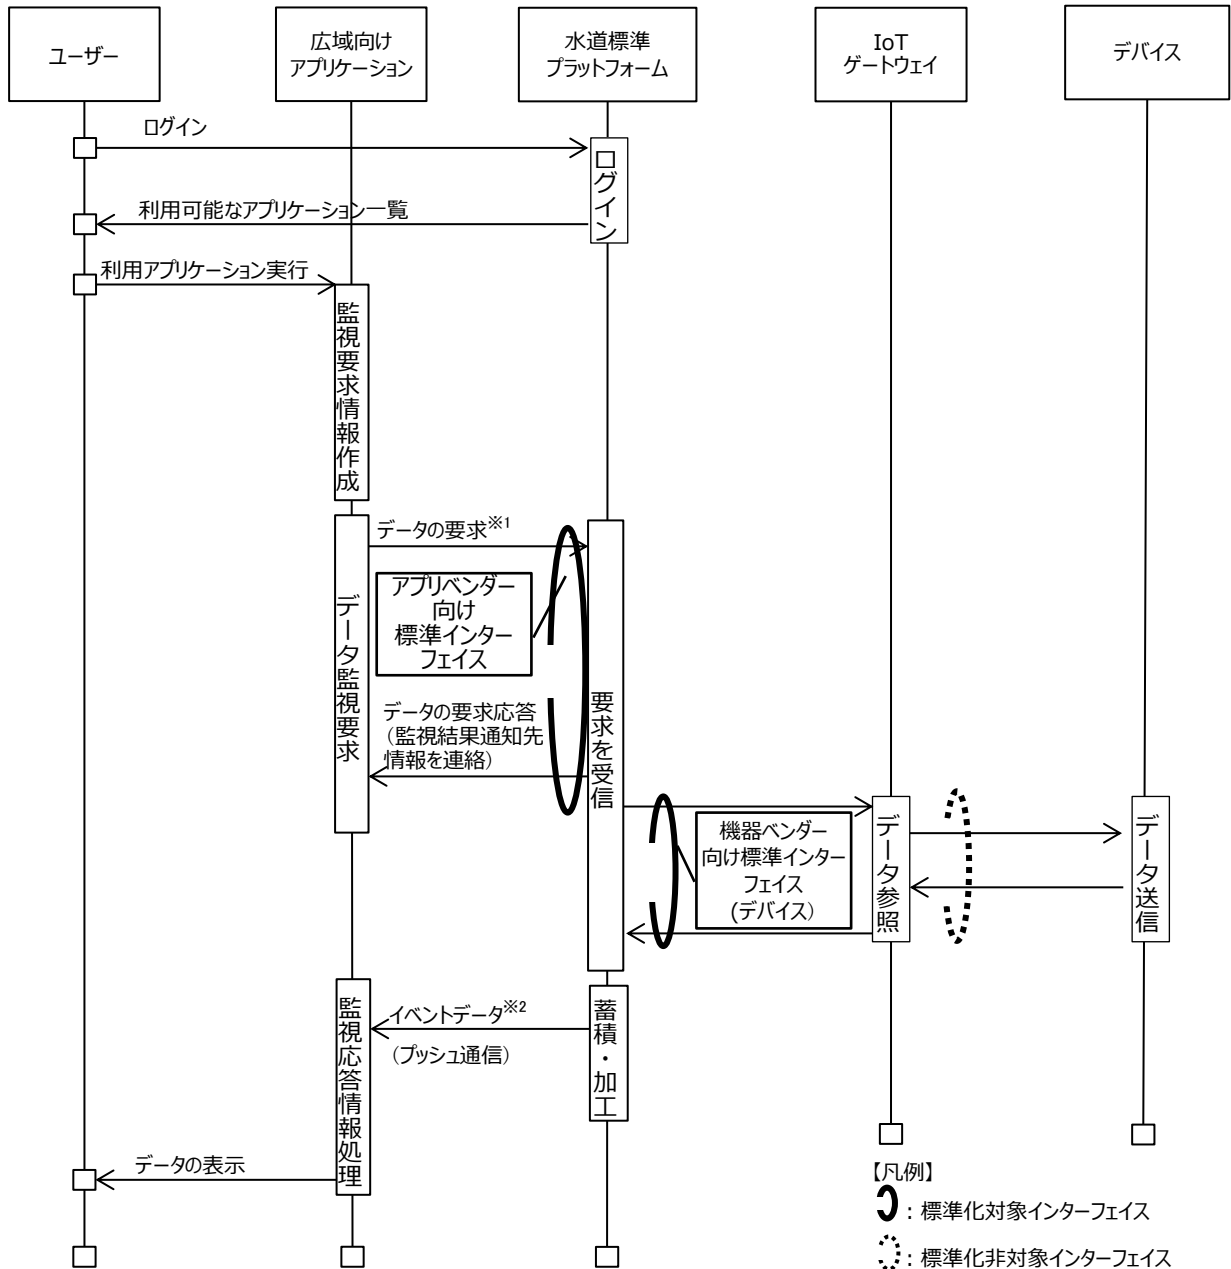 ユーザー
広域向け
アプリケーション
水道標準
プラットフォーム
IoT
ゲートウェイ
デバイス
ログイン
ログイン
利用可能なアプリケーション一覧
利用アプリケーション実行
監視要求情報作成
データの要求※1
アプリベンダー
向け
標準インター
フェイス
データ監視要求
データの要求応答
（監視結果通知先
情報を連絡）
要求を受信
機器ベンダー
向け標準インター
フェイス
(デバイス）
データ参照
データ送信
イベントデータ※2
（プッシュ通信）
蓄積・加工
監視応答情報処理
データの表示
【凡例】
：標準化対象インターフェイス
：標準化非対象インターフェイス